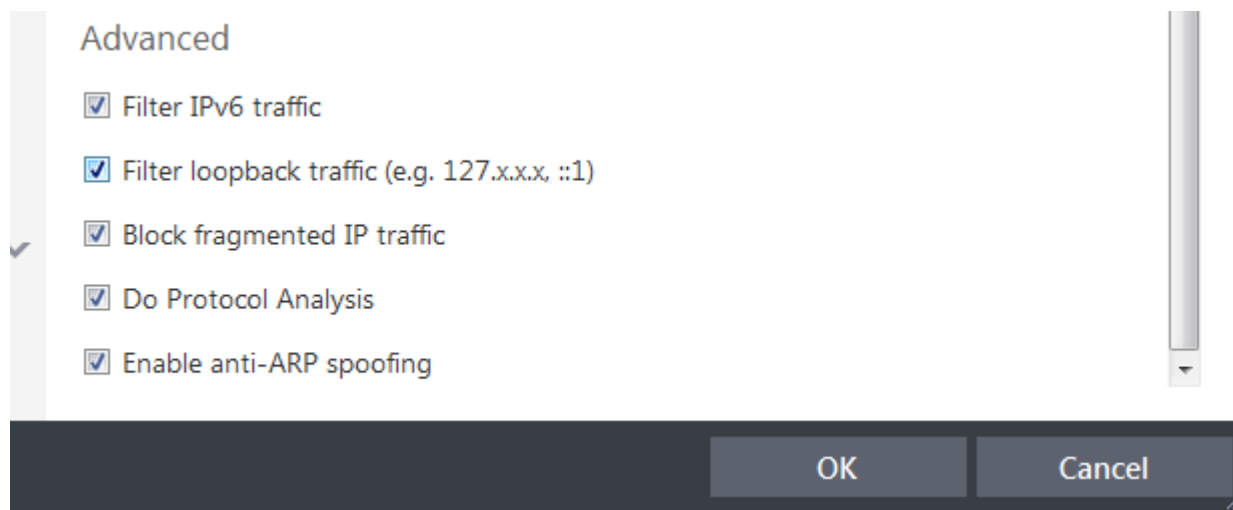 Advanced
Filter IPv6 traffic
Filter loopback traffic (e.g. 127.x.x.x, ::1)
Block fragmented IP traffic
Do Protocol Analysis
Enable anti-ARP spoofing
OK
Cancel